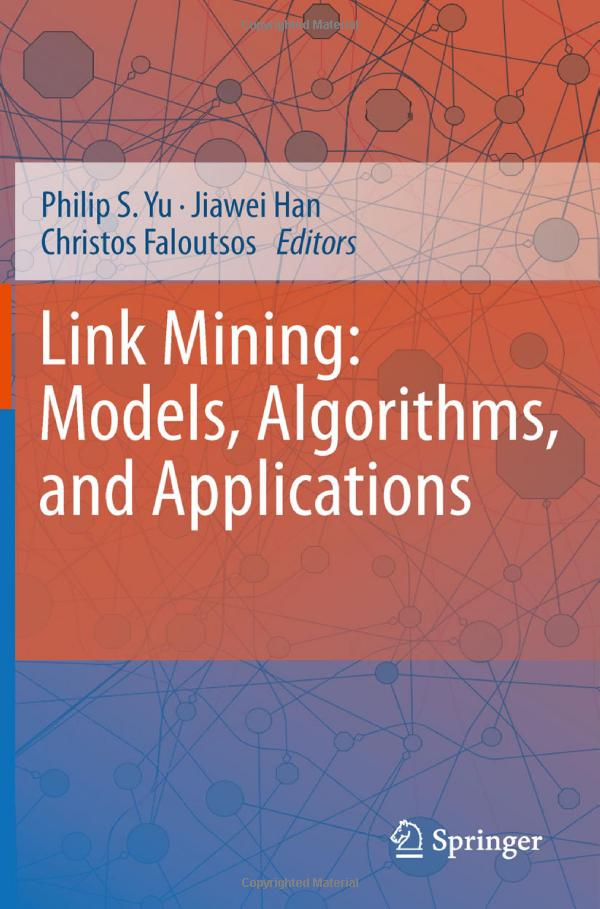 Copyrighted Material
Philip S. Yu · Jiawei Han
Christos Faloutsos Editors
Link Mining:
Models, Algorithms,
and Applications
Springer
Copyrighted Material